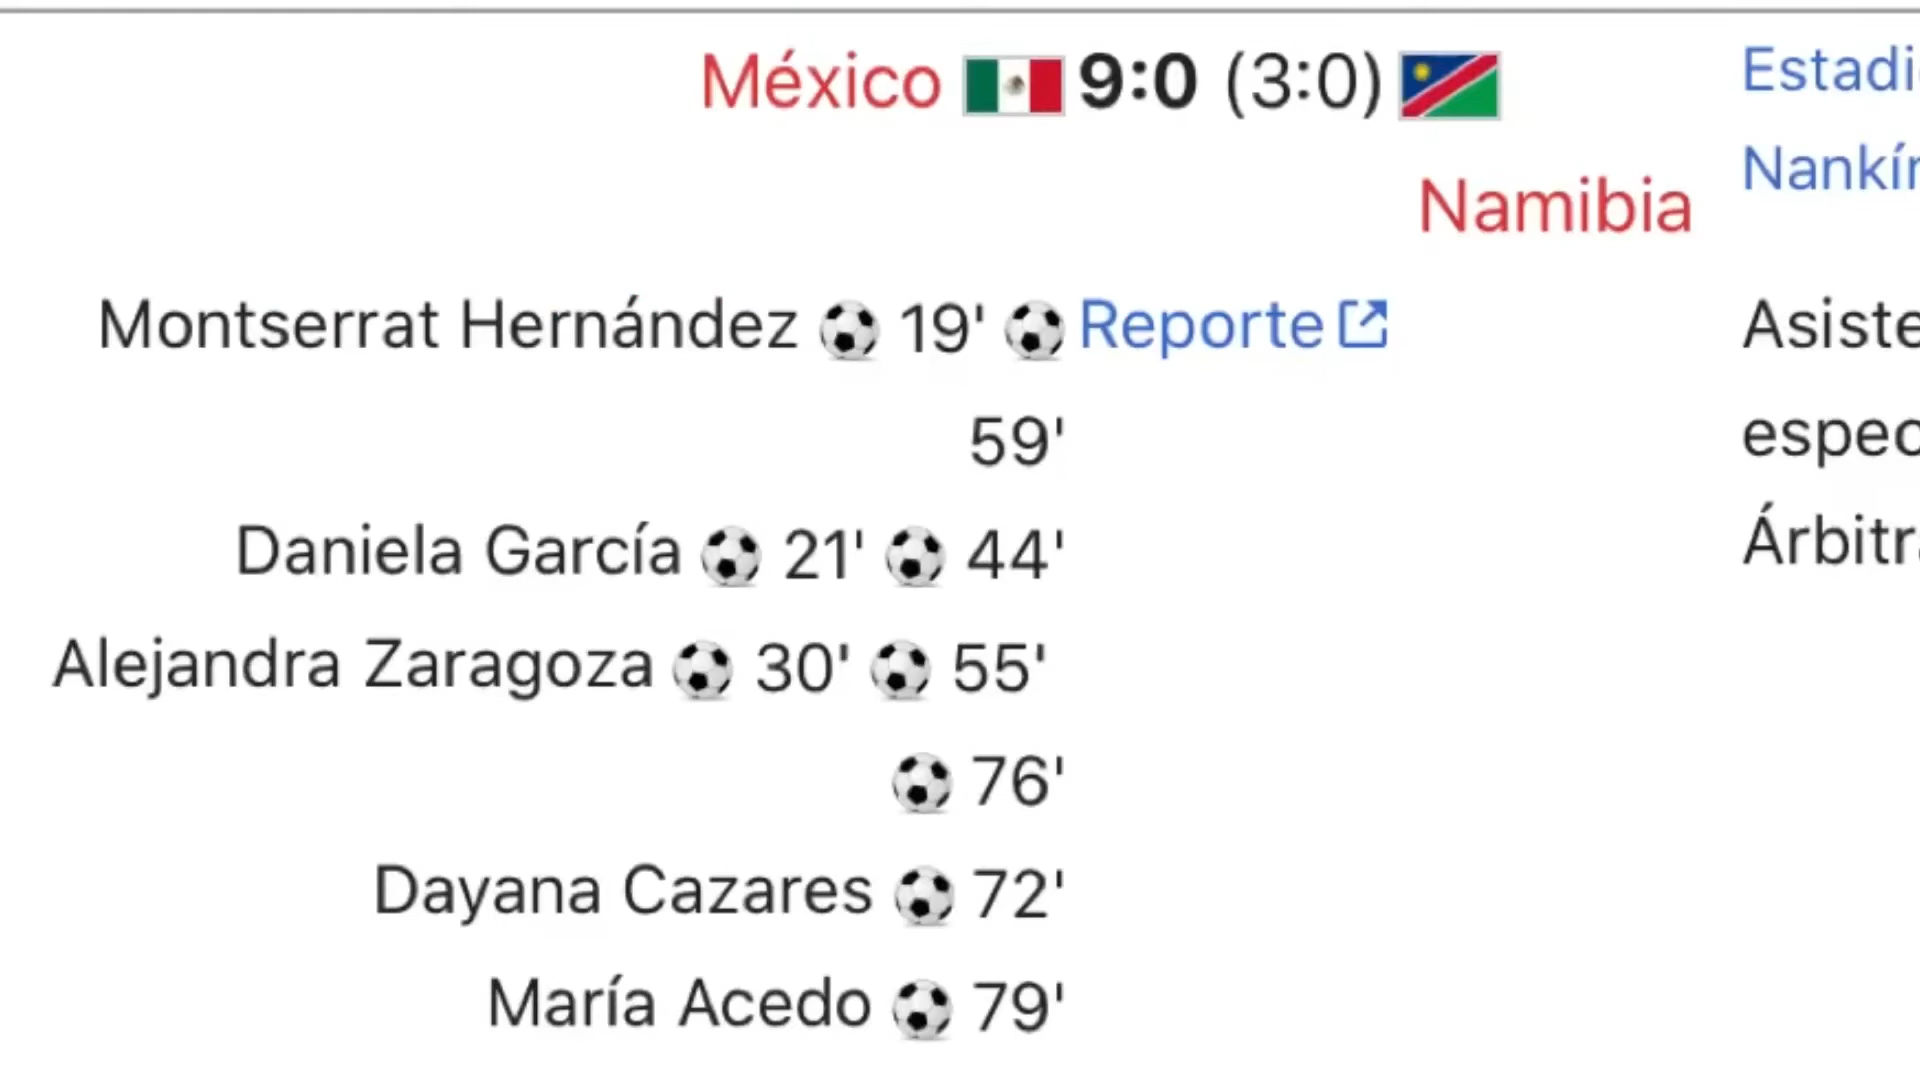 México 9:0 (3:0)
Namibia
Montserrat Hernández 19'
59'
Reporte
Daniela García 21' 44'
Alejandra Zaragoza 30' 55'
76'
Dayana Cazares 72'
María Acedo 79'
Estadi
Nankín
Asiste
espec
Árbitr